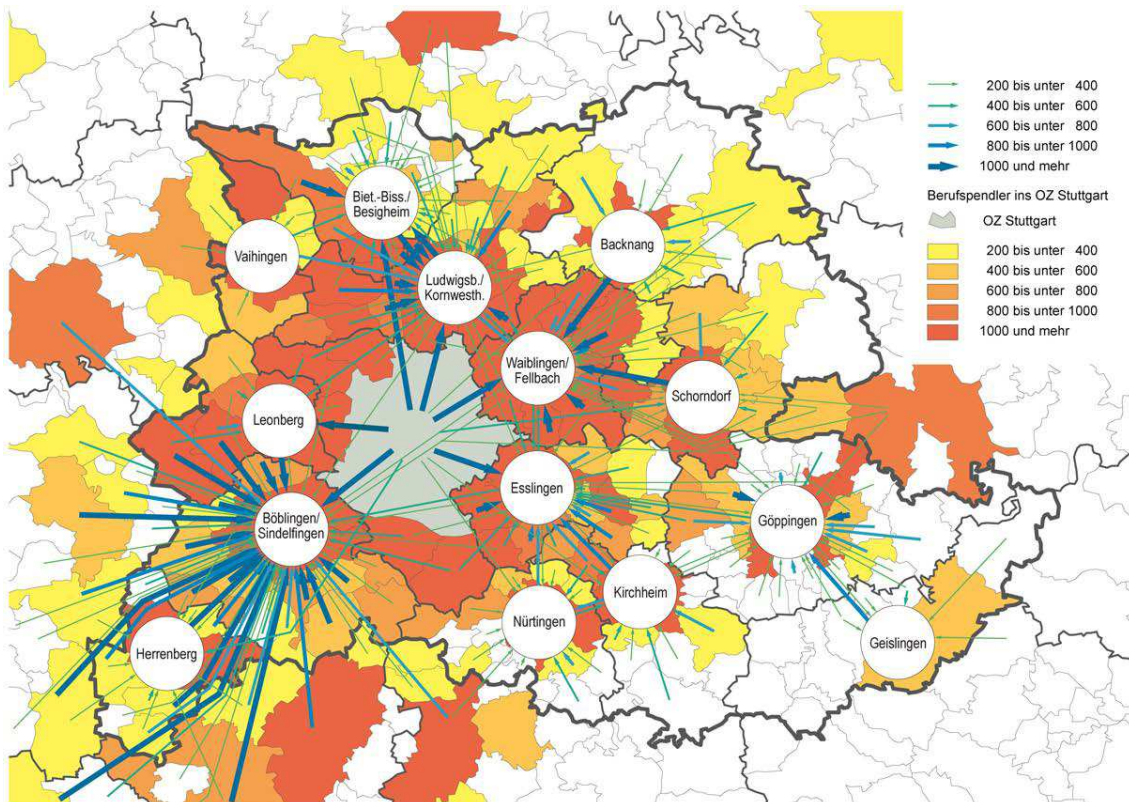 200 bis unter 400
400 bis unter 600
600 bis unter 800
800 bis unter 1000
1000 und mehr
Berufspendler ins OZ Stuttgart
OZ Stuttgart
200 bis unter 400
400 bis unter 600
600 bis unter 800
800 bis unter 1000
1000 und mehr
Biet.-Biss./
Besigheim
Vaihingen
Backnang
Ludwigsb./
Kornwesth.
Waiblingen/
Fellbach
Schorndorf
Leonberg
Esslingen
Böblingen/
Sindelfingen
Göppingen
Kirchheim
Nürtingen
Geislingen
Herrenberg